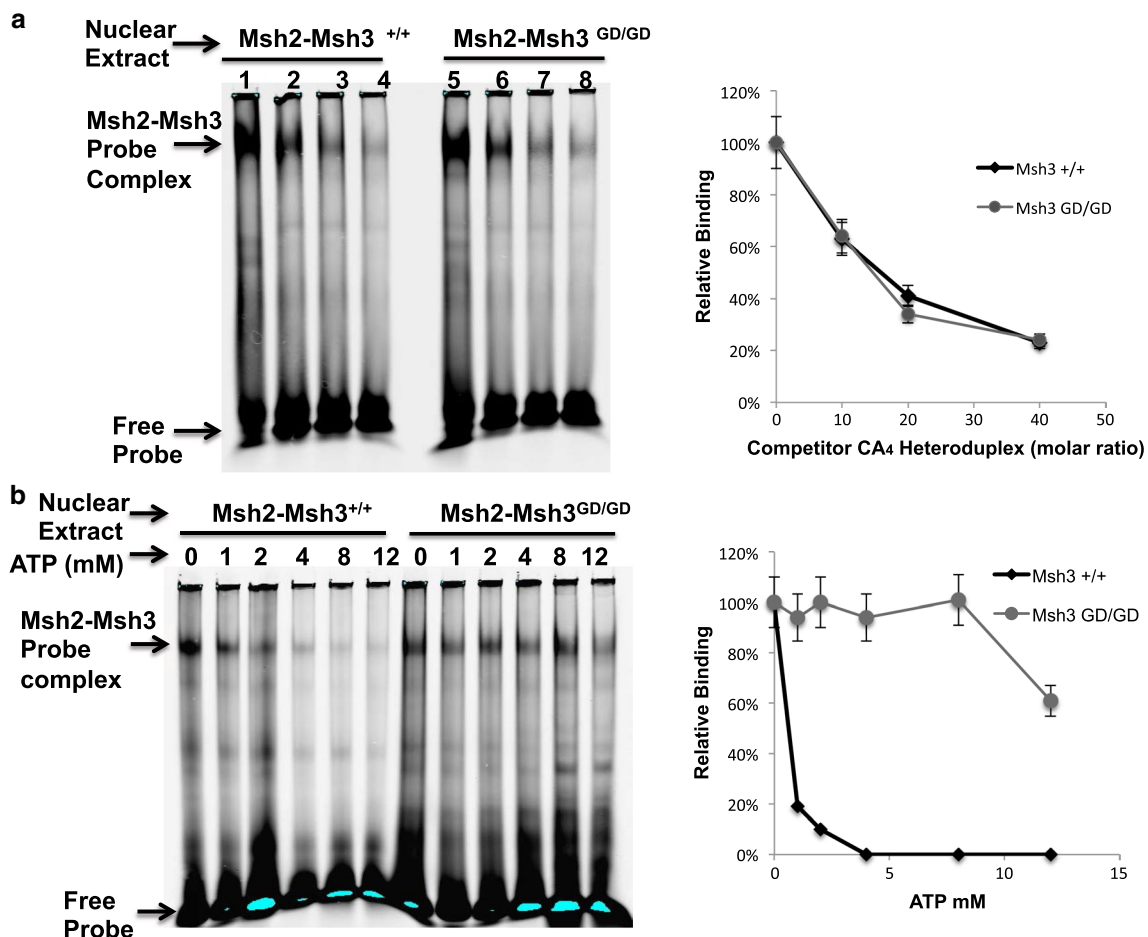 a
Nuclear
Extract
Msh2-Msh3 +/+
Msh2-Msh3 GD/GD
1 2 3 4 5 6 7 8
Msh2-Msh3
Probe
Complex
Free
Probe
120%
100%
80%
60%
40%
20%
0%
Relative Binding
Msh3 +/+
Msh3 GD/GD
0 10 20 30 40 50
Competitor CA4 Heteroduplex (molar ratio)
b
Nuclear
Extract
Msh2-Msh3+/+
Msh2-Msh3GD/GD
ATP (mM)
0 1 2 4 8 12 0 1 2 4 8 12
Msh2-Msh3
Probe
complex
Free
Probe
120%
100%
80%
60%
40%
20%
0%
Relative Binding
Msh3 +/+
Msh3 GD/GD
0 5 10 15
ATP mM